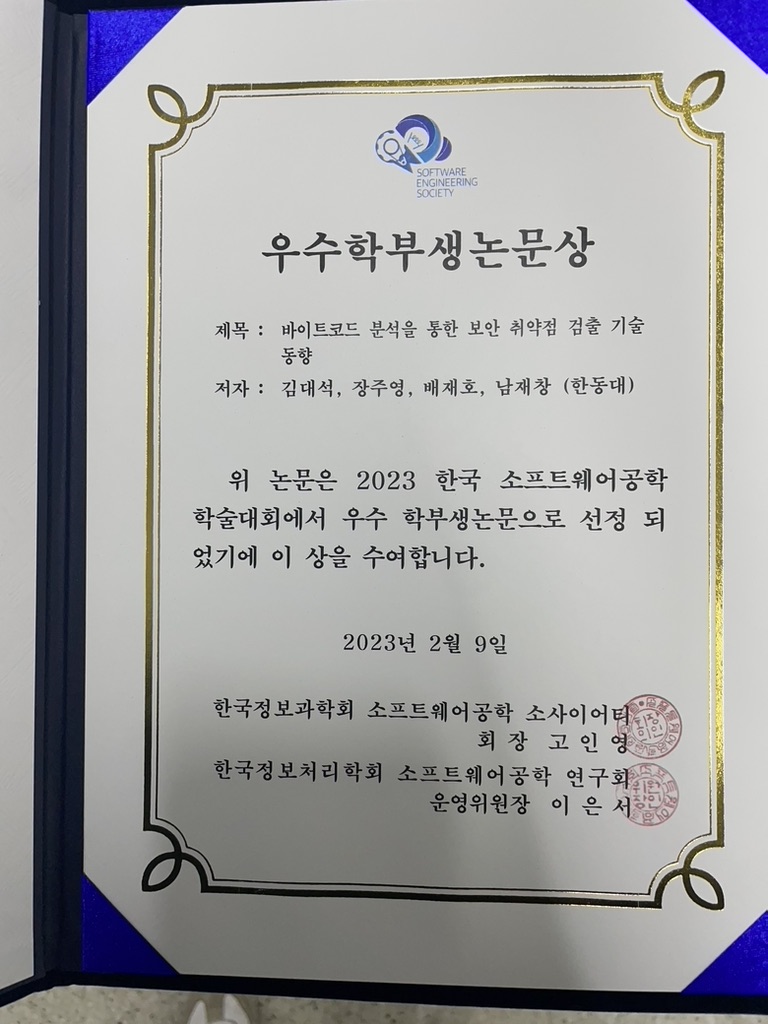 SOFTWARE
ENGINEERING
SOCIETY
우수학부생논문상
제목 : 바이트코드 분석을 통한 보안 취약점 검출 기술
동향
저자 : 김대석, 장주영, 배재호, 남재창 (한동대)
위 논문은 2023 한국 소프트웨어공학
학술대회에서 우수 학부생논문으로 선정 되
었기에 이 상을 수여합니다.
2023년 2월 9일
한국정보과학회 소프트웨어공학 소사이어티
회 장 고 인 영
한국정보처리학회 소프트웨어공학 연구회
운영위원장 이 은 서